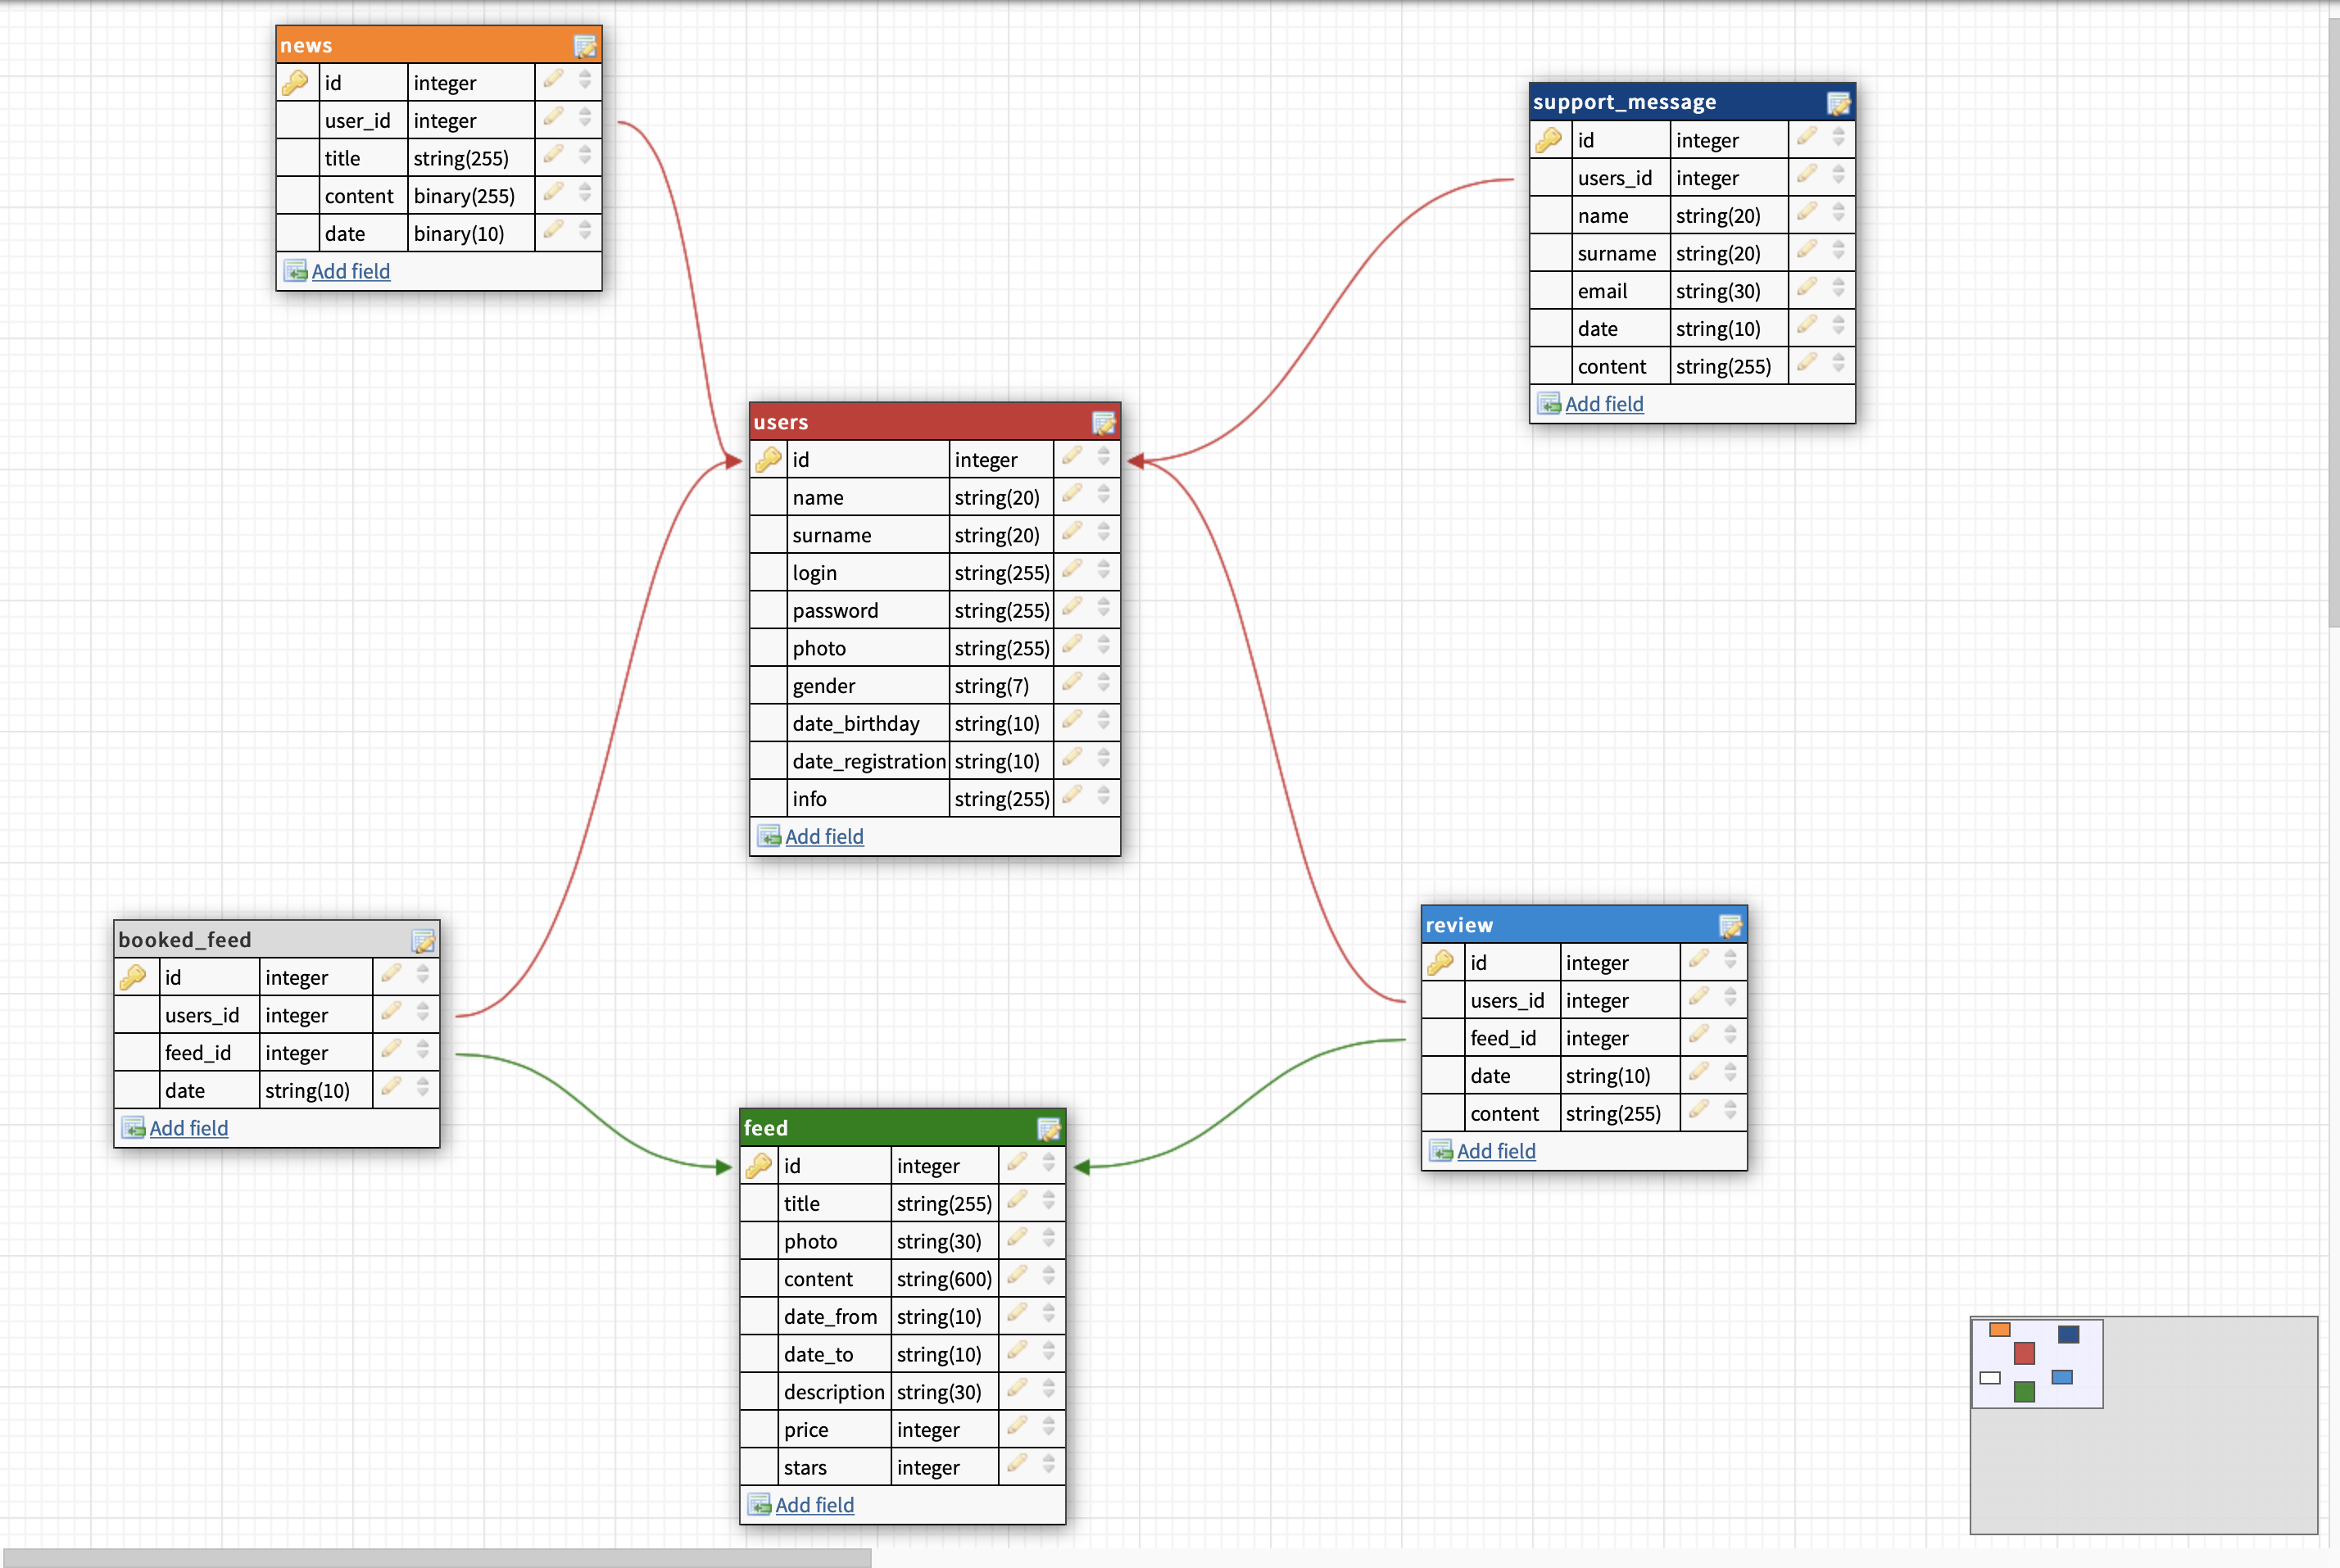 news
id integer
user_id integer
title string(255)
content binary(255)
date binary(10)
Add field
support_message
id integer
users_id integer
name string(20)
surname string(20)
email string(30)
date string(10)
content string(255)
Add field
users
id integer
name string(20)
surname string(20)
login string(255)
password string(255)
photo string(255)
gender string(7)
date_birthday string(10)
date_registration string(10)
info string(255)
Add field
booked_feed
id integer
users_id integer
feed_id integer
date string(10)
Add field
review
id integer
users_id integer
feed_id integer
date string(10)
content string(255)
Add field
feed
id integer
title string(255)
photo string(30)
content string(600)
date_from string(10)
date_to string(10)
description string(30)
price integer
stars integer
Add field